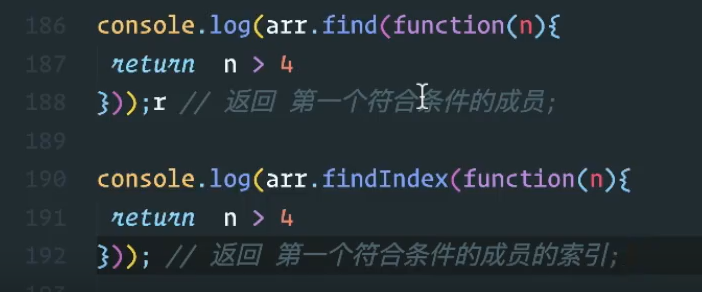 186 console.log(arr.find(function(n){
187 return n > 4
188 }));r // 返回 第一个符合条件的成员;
189
190 console.log(arr.findIndex(function(n){
191 return n > 4
192 })); // 返回 第一个符合条件的成员的索引;